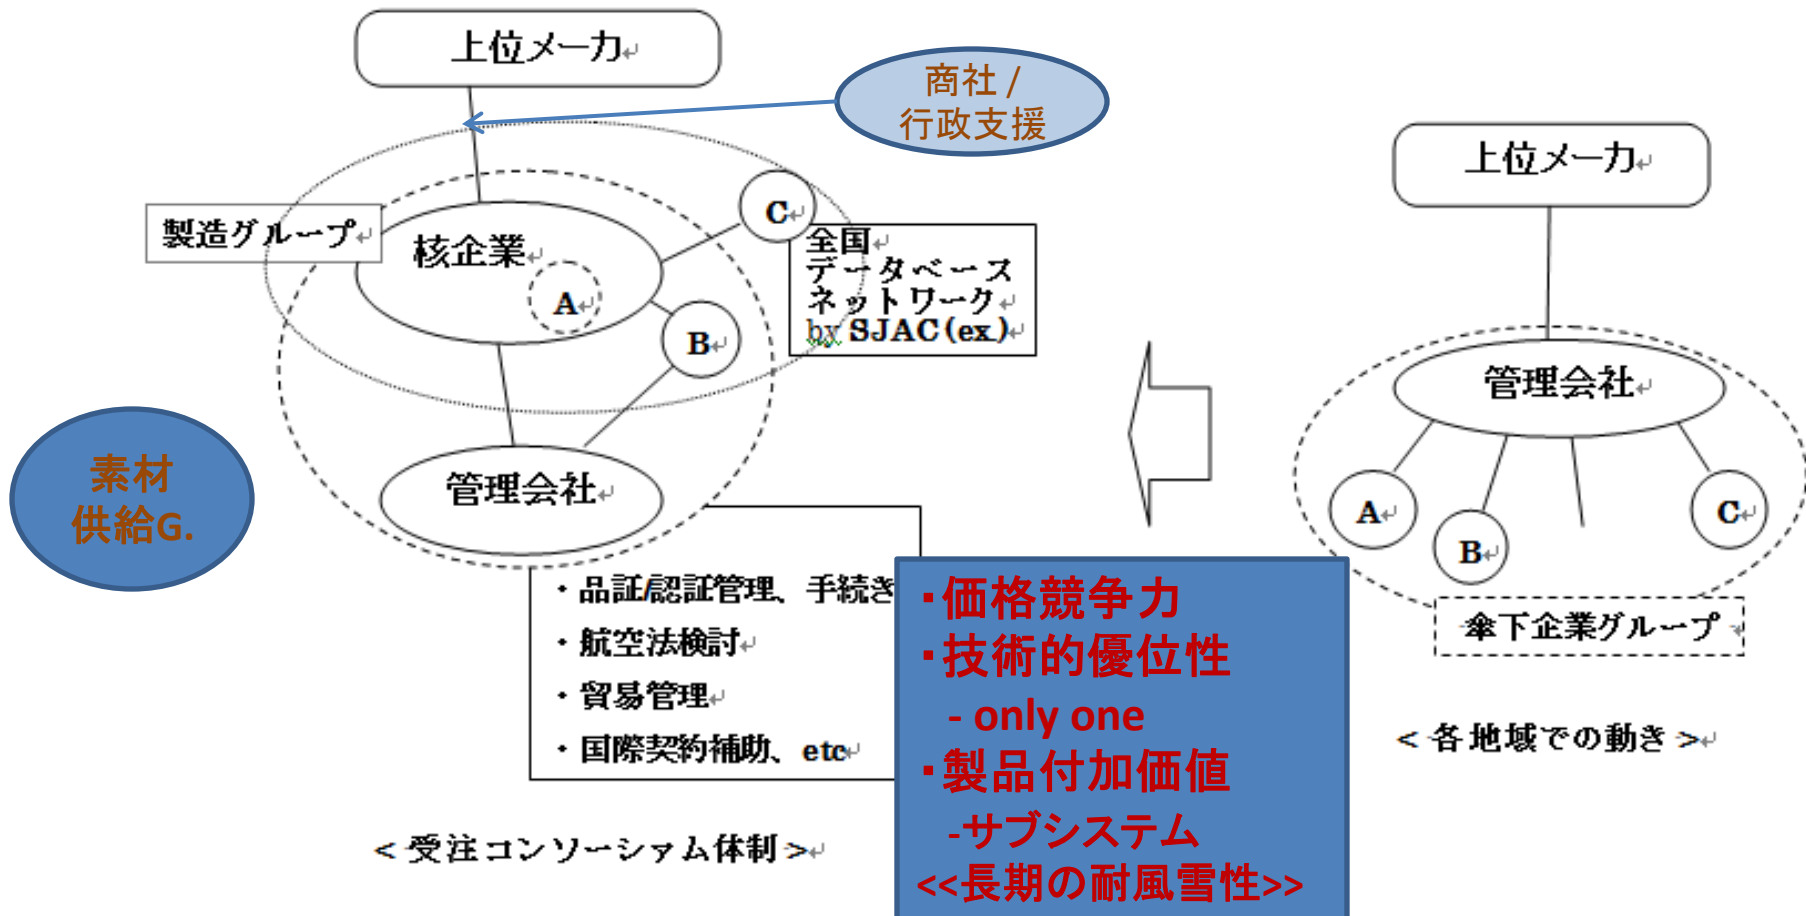 上位メーカ
商社 /
行政支援
製造グループ
核企業
A
B
C
全国
データベース
ネットワーク
by SJAC(ex.)
管理会社
素材
供給G.
・品証/認証管理、手続き
・航空法検討
・貿易管理
・国際契約補助、etc
<受注コンソーシァム体制>
・価格競争力
・技術的優位性
- only one
・製品付加価値
-サブシステム
<<長期の耐風雪性>>
上位メーカ
管理会社
A
B
C
傘下企業グループ
<各地域での動き>